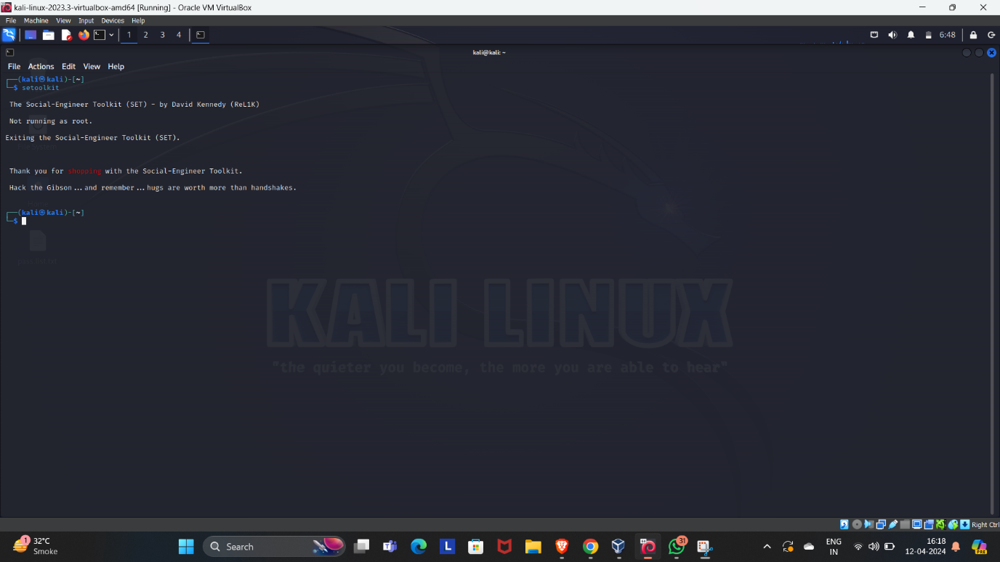 kali-linux-2023.3-virtualbox-amd64 [Running] - Oracle VM VirtualBox
File Machine View Input Devices Help
1 2 3 4 6:48
kali@kali: ~
File Actions Edit View Help
┌──(kali㉿kali)-[~]
└─$ setoolkit
The Social-Engineer Toolkit (SET) - by David Kennedy (ReL1K)
Not running as root.
Exiting the Social-Engineer Toolkit (SET).
File System
Thank you for shopping with the Social-Engineer Toolkit.
Hack the Gibson...and remember...hugs are worth more than handshakes.
┌──(kali㉿kali)-[~]
└─$
KALI LINUX
"the quieter you become, the more you are able to hear"
Right Ctrl
1
32°C
Smoke
Search
L
31
PRE
ENG
IN
16:18
12-04-2024